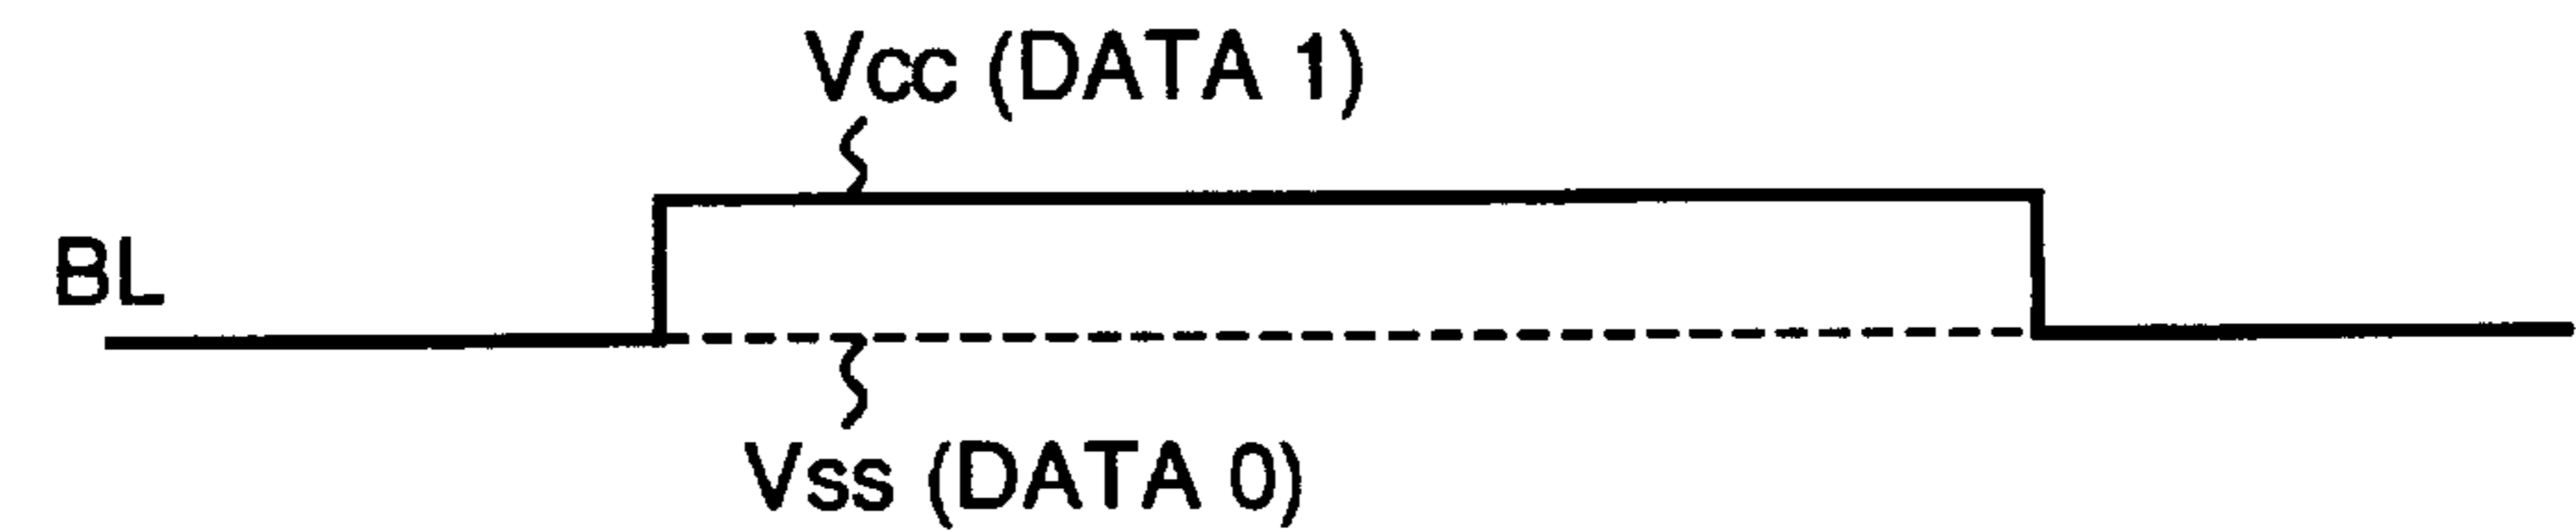 Vcc (DATA 1)
BL
Vss (DATA 0)